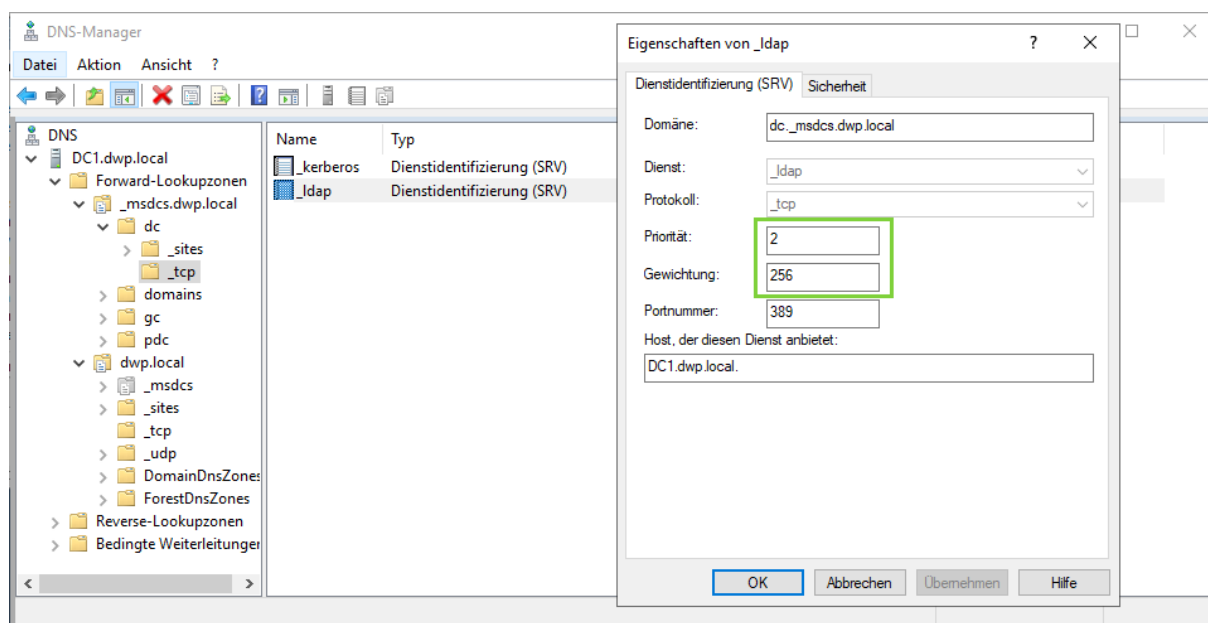 DNS-Manager
Datei Aktion Ansicht ?
DNS
DC1.dwp.local
Forward-Lookupzonen
_msdcs.dwp.local
dc
_sites
_tcp
domains
gc
pdc
dwp.local
_msdcs
_sites
_tcp
_udp
DomainDnsZones
ForestDnsZones
Reverse-Lookupzonen
Bedingte Weiterleitunger
Name Typ
_kerberos Dienstidentifizierung (SRV)
_ldap Dienstidentifizierung (SRV)
Eigenschaften von _ldap ?
Dienstidentifizierung (SRV) Sicherheit
Domäne: dc._msdcs.dwp.local
Dienst: _ldap
Protokoll: _tcp
Priorität: 2
Gewichtung: 256
Portnummer: 389
Host, der diesen Dienst anbietet:
DC1.dwp.local.
OK Abbrechen Übernehmen Hilfe